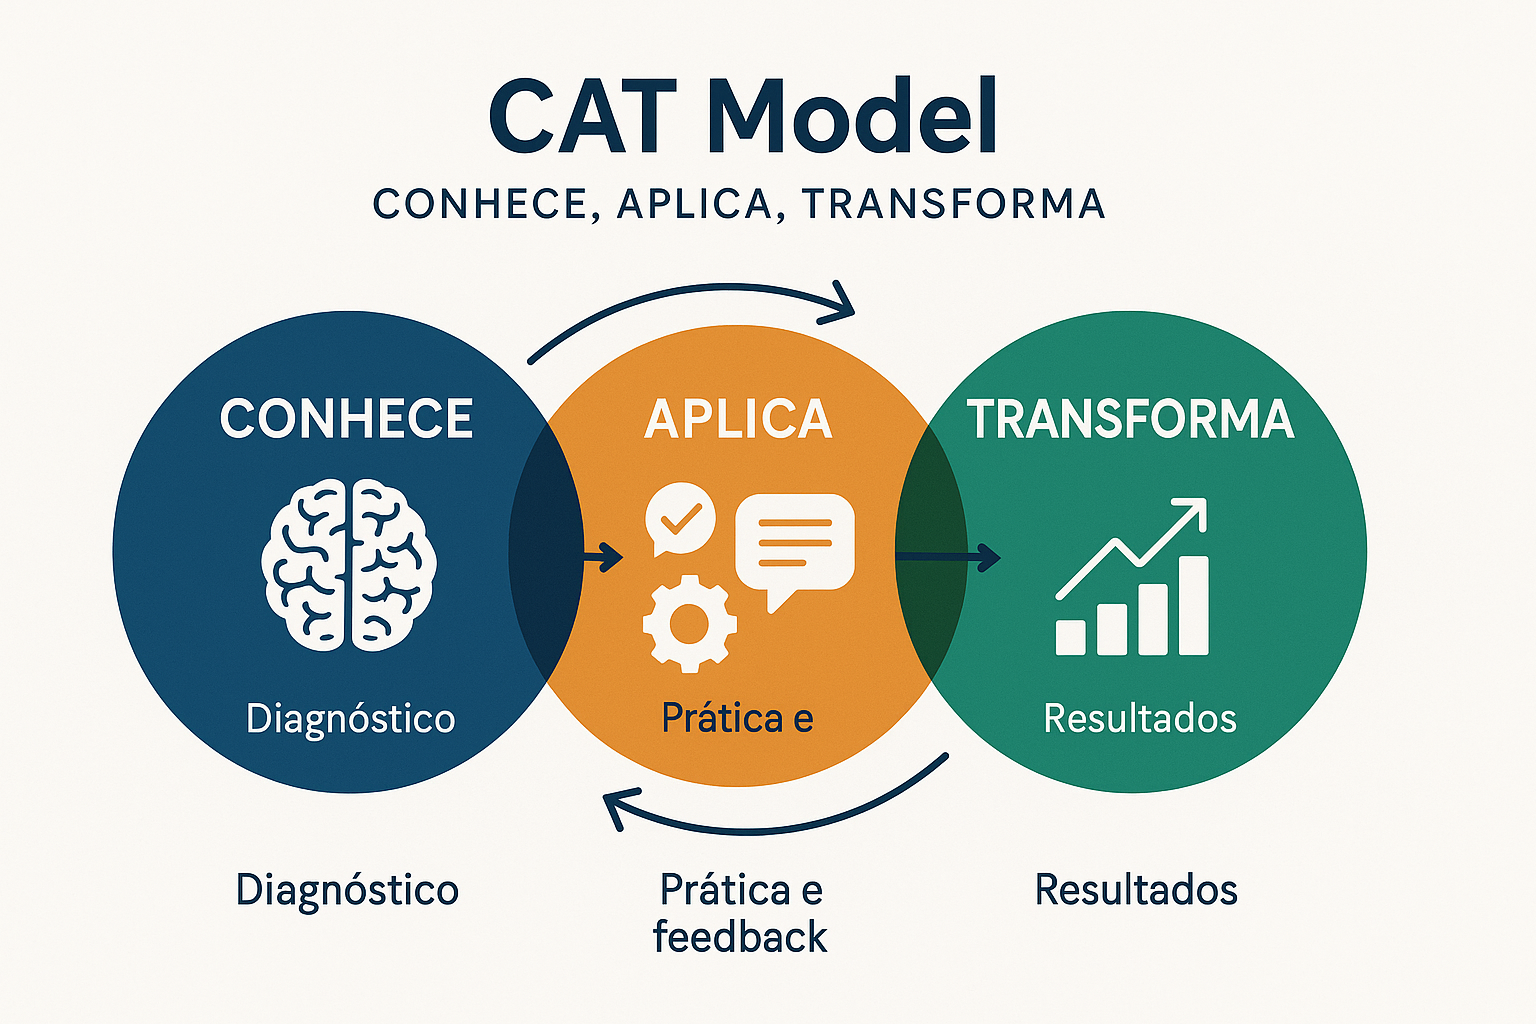 CAT Model
CONHECE, APLICA, TRANSFORMA
CONHECE
APLICA
TRANSFORMA
Diagnóstico
Prática e
Resultados
Diagnóstico
Prática e
feedback
Resultados